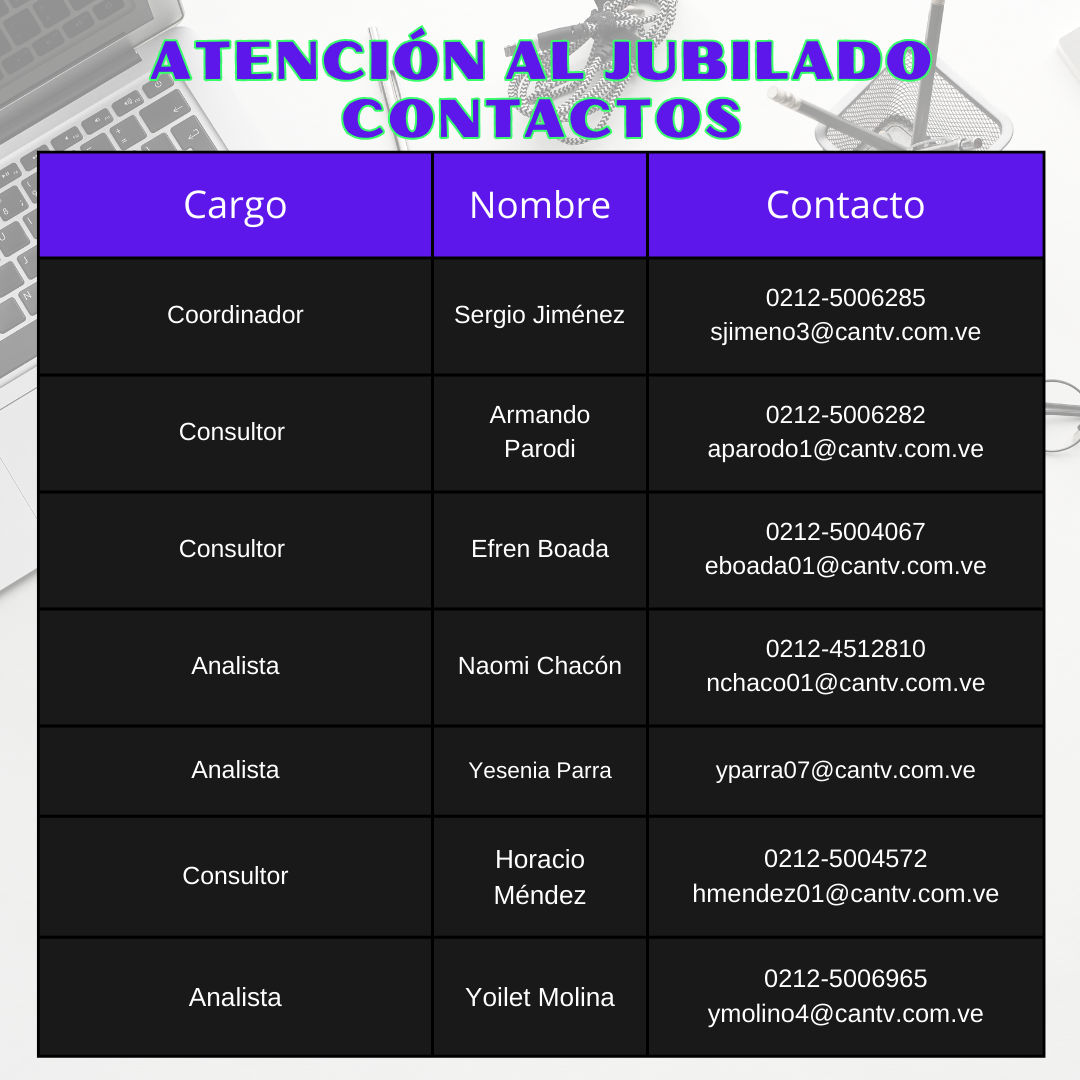 ATENCIÓN AL JUBILADO
CONTACTOS
Cargo Nombre Contacto
Coordinador Sergio Jiménez 0212-5006285
sjimeno3@cantv.com.ve
Consultor Armando
Parodi 0212-5006282
aparodo1@cantv.com.ve
Consultor Efren Boada 0212-5004067
eboada01@cantv.com.ve
Analista Naomi Chacón 0212-4512810
nchaco01@cantv.com.ve
Analista Yesenia Parra yparra07@cantv.com.ve
Consultor Horacio
Méndez 0212-5004572
hmendez01@cantv.com.ve
Analista Yoilet Molina 0212-5006965
ymolino4@cantv.com.ve